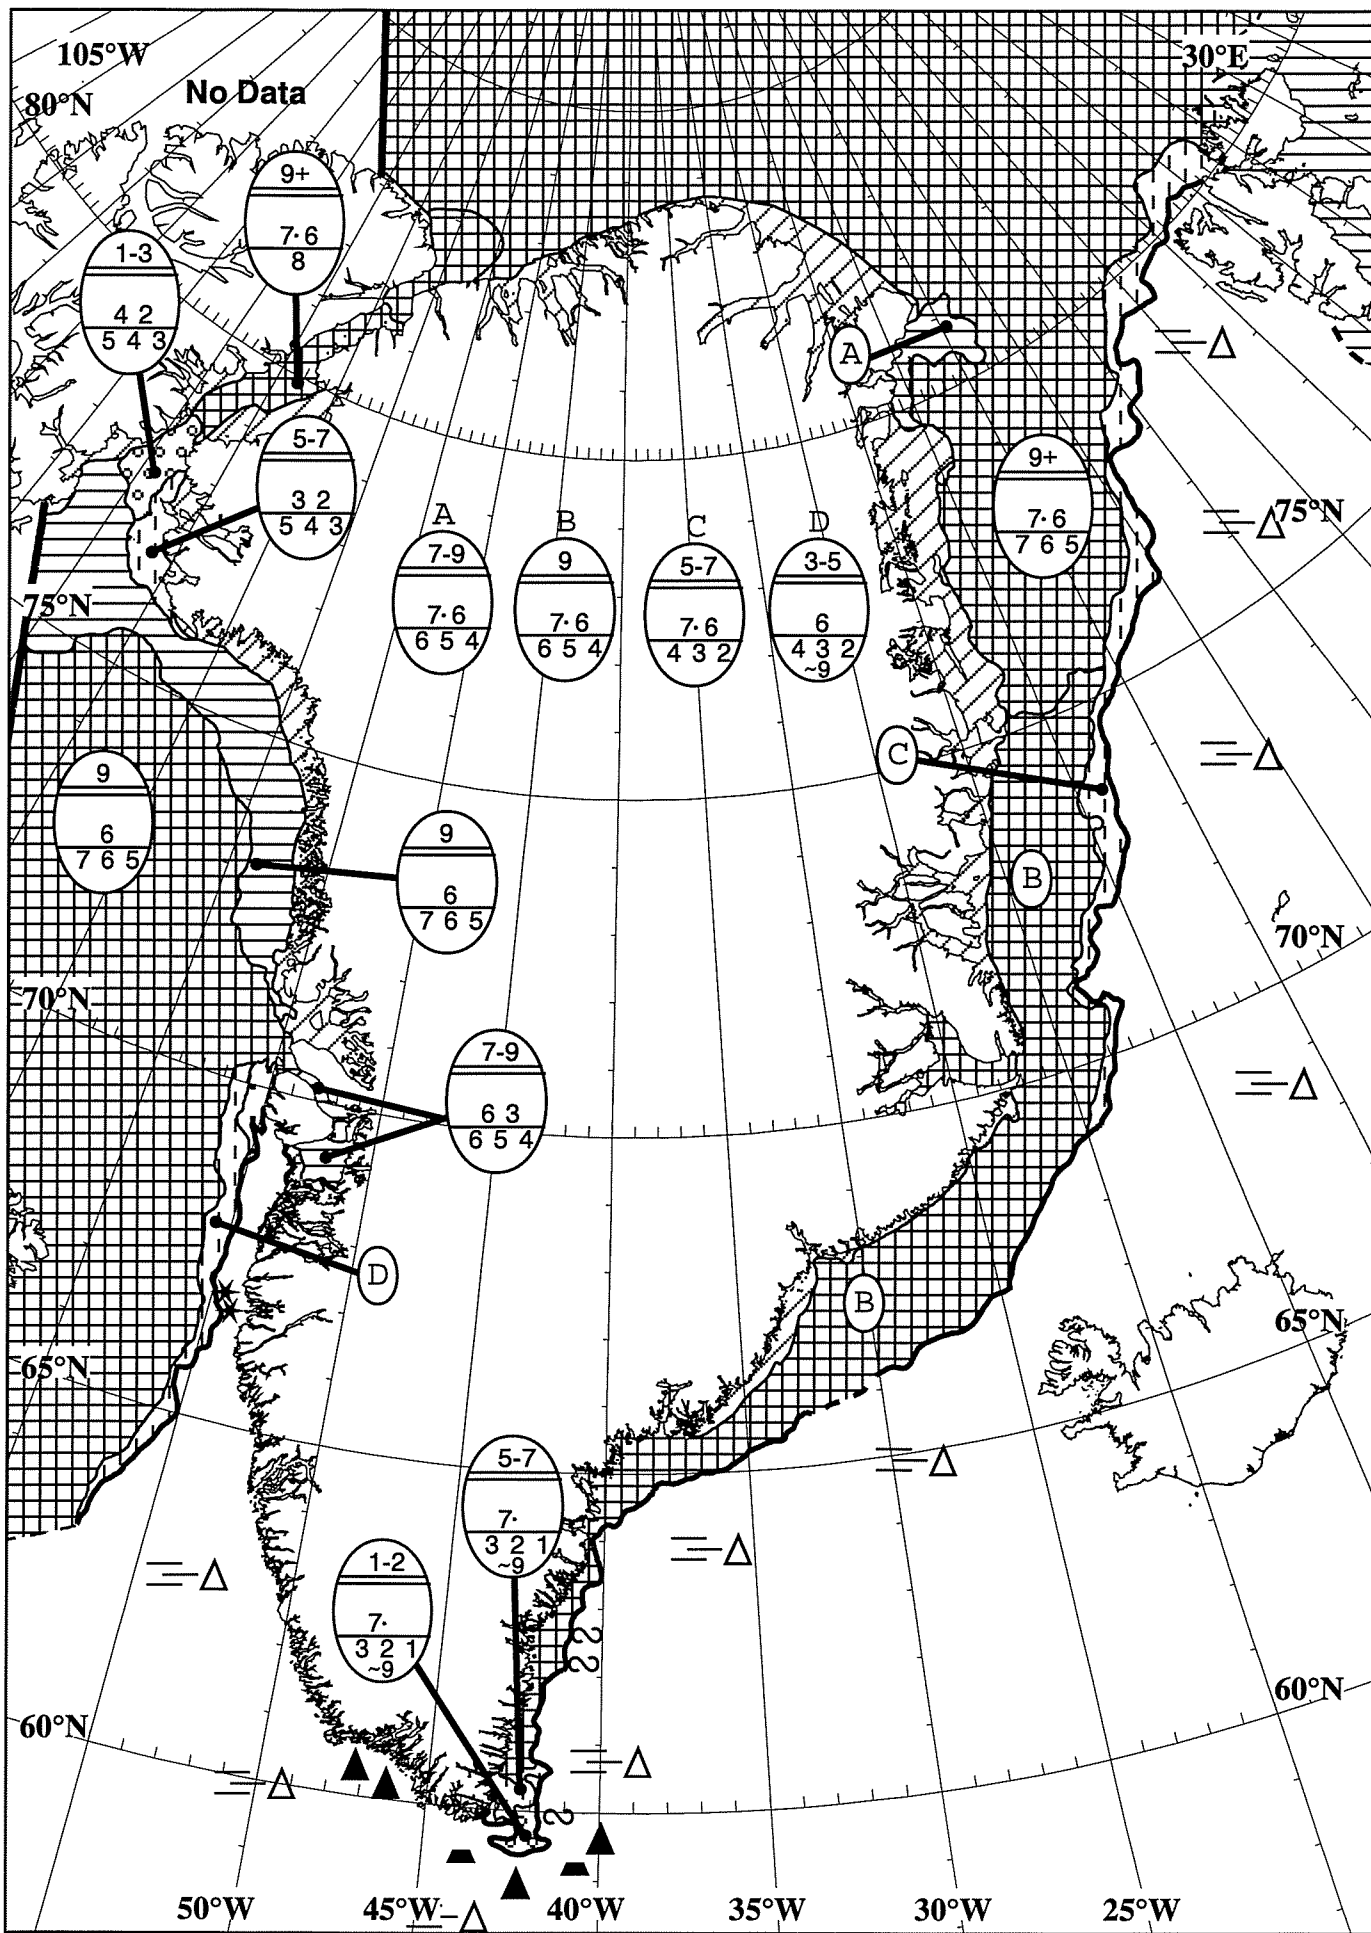 105°W
30°E
No Data
80°N
9+
7· 6
8
1-3
4 2
5 4 3
A
5-7
3 2
5 4 3
9+
7· 6
7 6 5
75°N
A
B
C
D
7-9
7· 6
6 5 4
9
7· 6
6 5 4
5-7
7· 6
4 3 2
3-5
6
4 3 2
~9
75°N
C
9
6
7 6 5
9
6
7 6 5
B
70°N
70°N
7-9
6 3
6 5 4
D
B
65°N
65°N
5-7
7·
3 2 1
~9
1-2
7·
3 2 1
~9
60°N
60°N
50°W
45°W
40°W
35°W
30°W
25°W